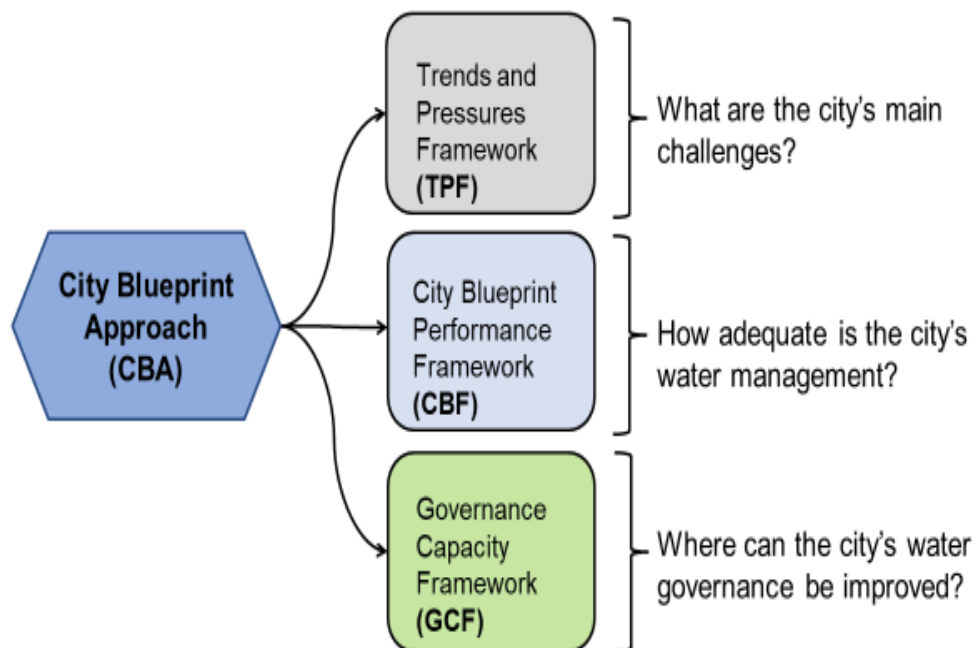 City Blueprint
Approach
(CBA)
Trends and
Pressures
Framework
(TPF)
What are the city's main
challenges?
City Blueprint
Performance
Framework
(CBF)
How adequate is the city's
water management?
Governance
Capacity
Framework
(GCF)
Where can the city's water
governance be improved?